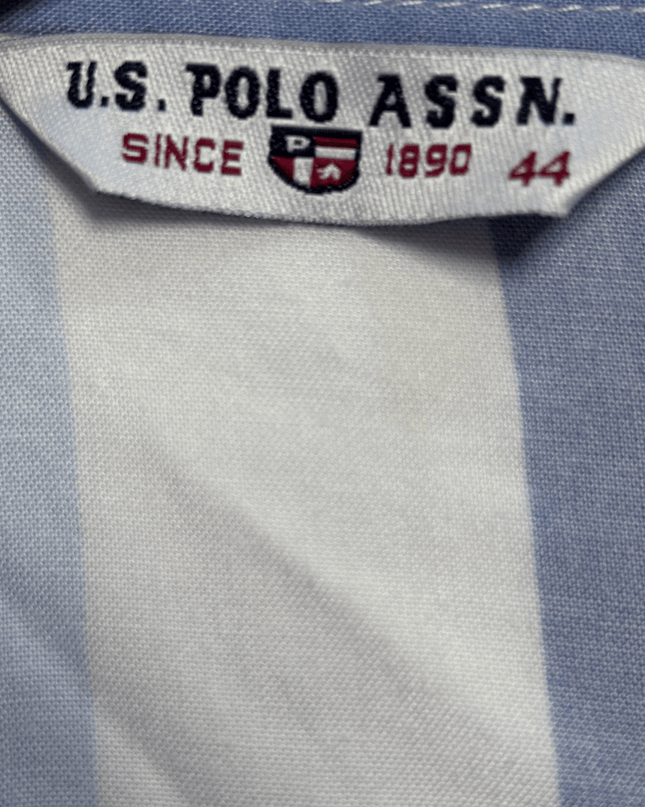 U.S. POLO ASSN.
SINCE P 1890 44